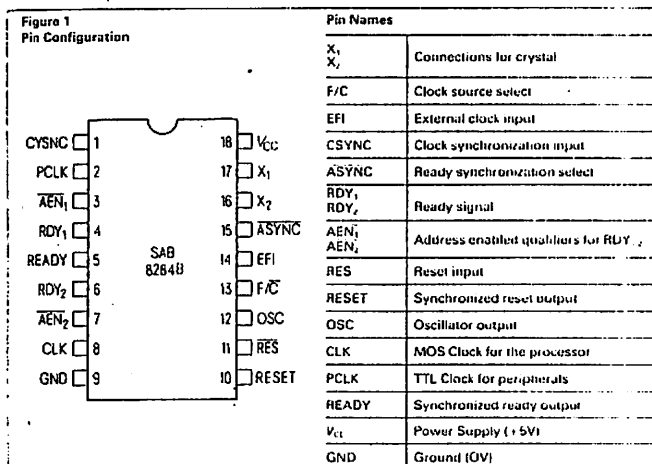 Figure 1
Pin Configuration
CYSNC 1
PCLK 2
AEN₁ 3
RDY₁ 4
READY 5
RDY₂ 6
AEN₂ 7
CLK 8
GND 9
SAB
8284B
18 VCC
17 X₁
16 X₂
15 ASYNC
14 EFI
13 F/C
12 OSC
11 RES
10 RESET
Pin Names
X₁
X₂
Connections for crystal
F/C Clock source select
EFI External clock input
CSYNC Clock synchronization input
ASYNC Ready synchronization select
RDY₁
RDY₂
Ready signal
AEN₁
AEN₂
Address enabled qualifiers for RDY
RES Reset input
RESET Synchronized reset output
OSC Oscillator output
CLK MOS Clock for the processor
PCLK TTL Clock for peripherals
READY Synchronized ready output
VCC Power Supply (+5V)
GND Ground (0V)